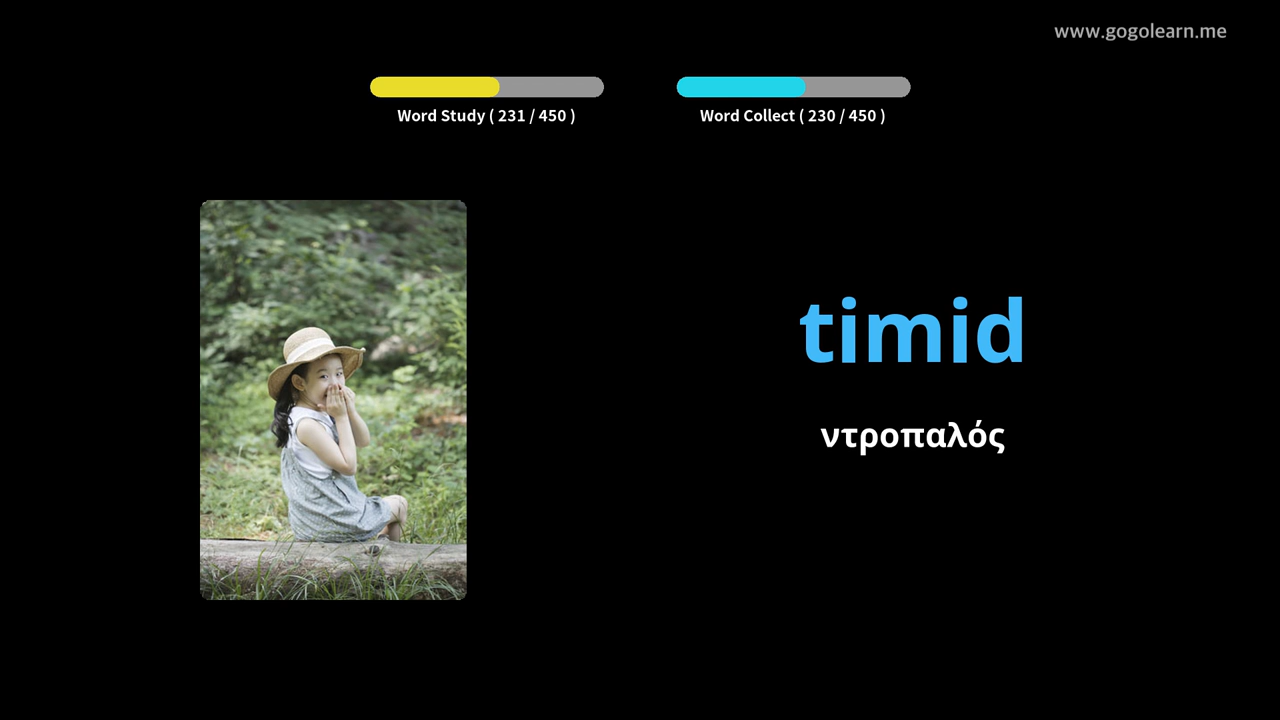 www.gogolearn.me
Word Study ( 231 / 450 )
Word Collect ( 230 / 450 )
timid
ντροπαλός